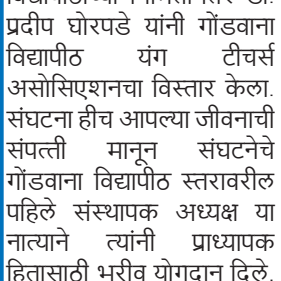 प्रदीप घोरपडे यांनी गोंडवाना
विद्यापीठ यंग टीचर्स
असोसिएशनचा विस्तार केला.
संघटना हीच आपल्या जीवनाची
संपत्ती मानून संघटनेचे
गोंडवाना विद्यापीठ स्तरावरील
पहिले संस्थापक अध्यक्ष या
नात्याने त्यांनी प्राध्यापक
हितासाठी भरीव योगदान दिले.